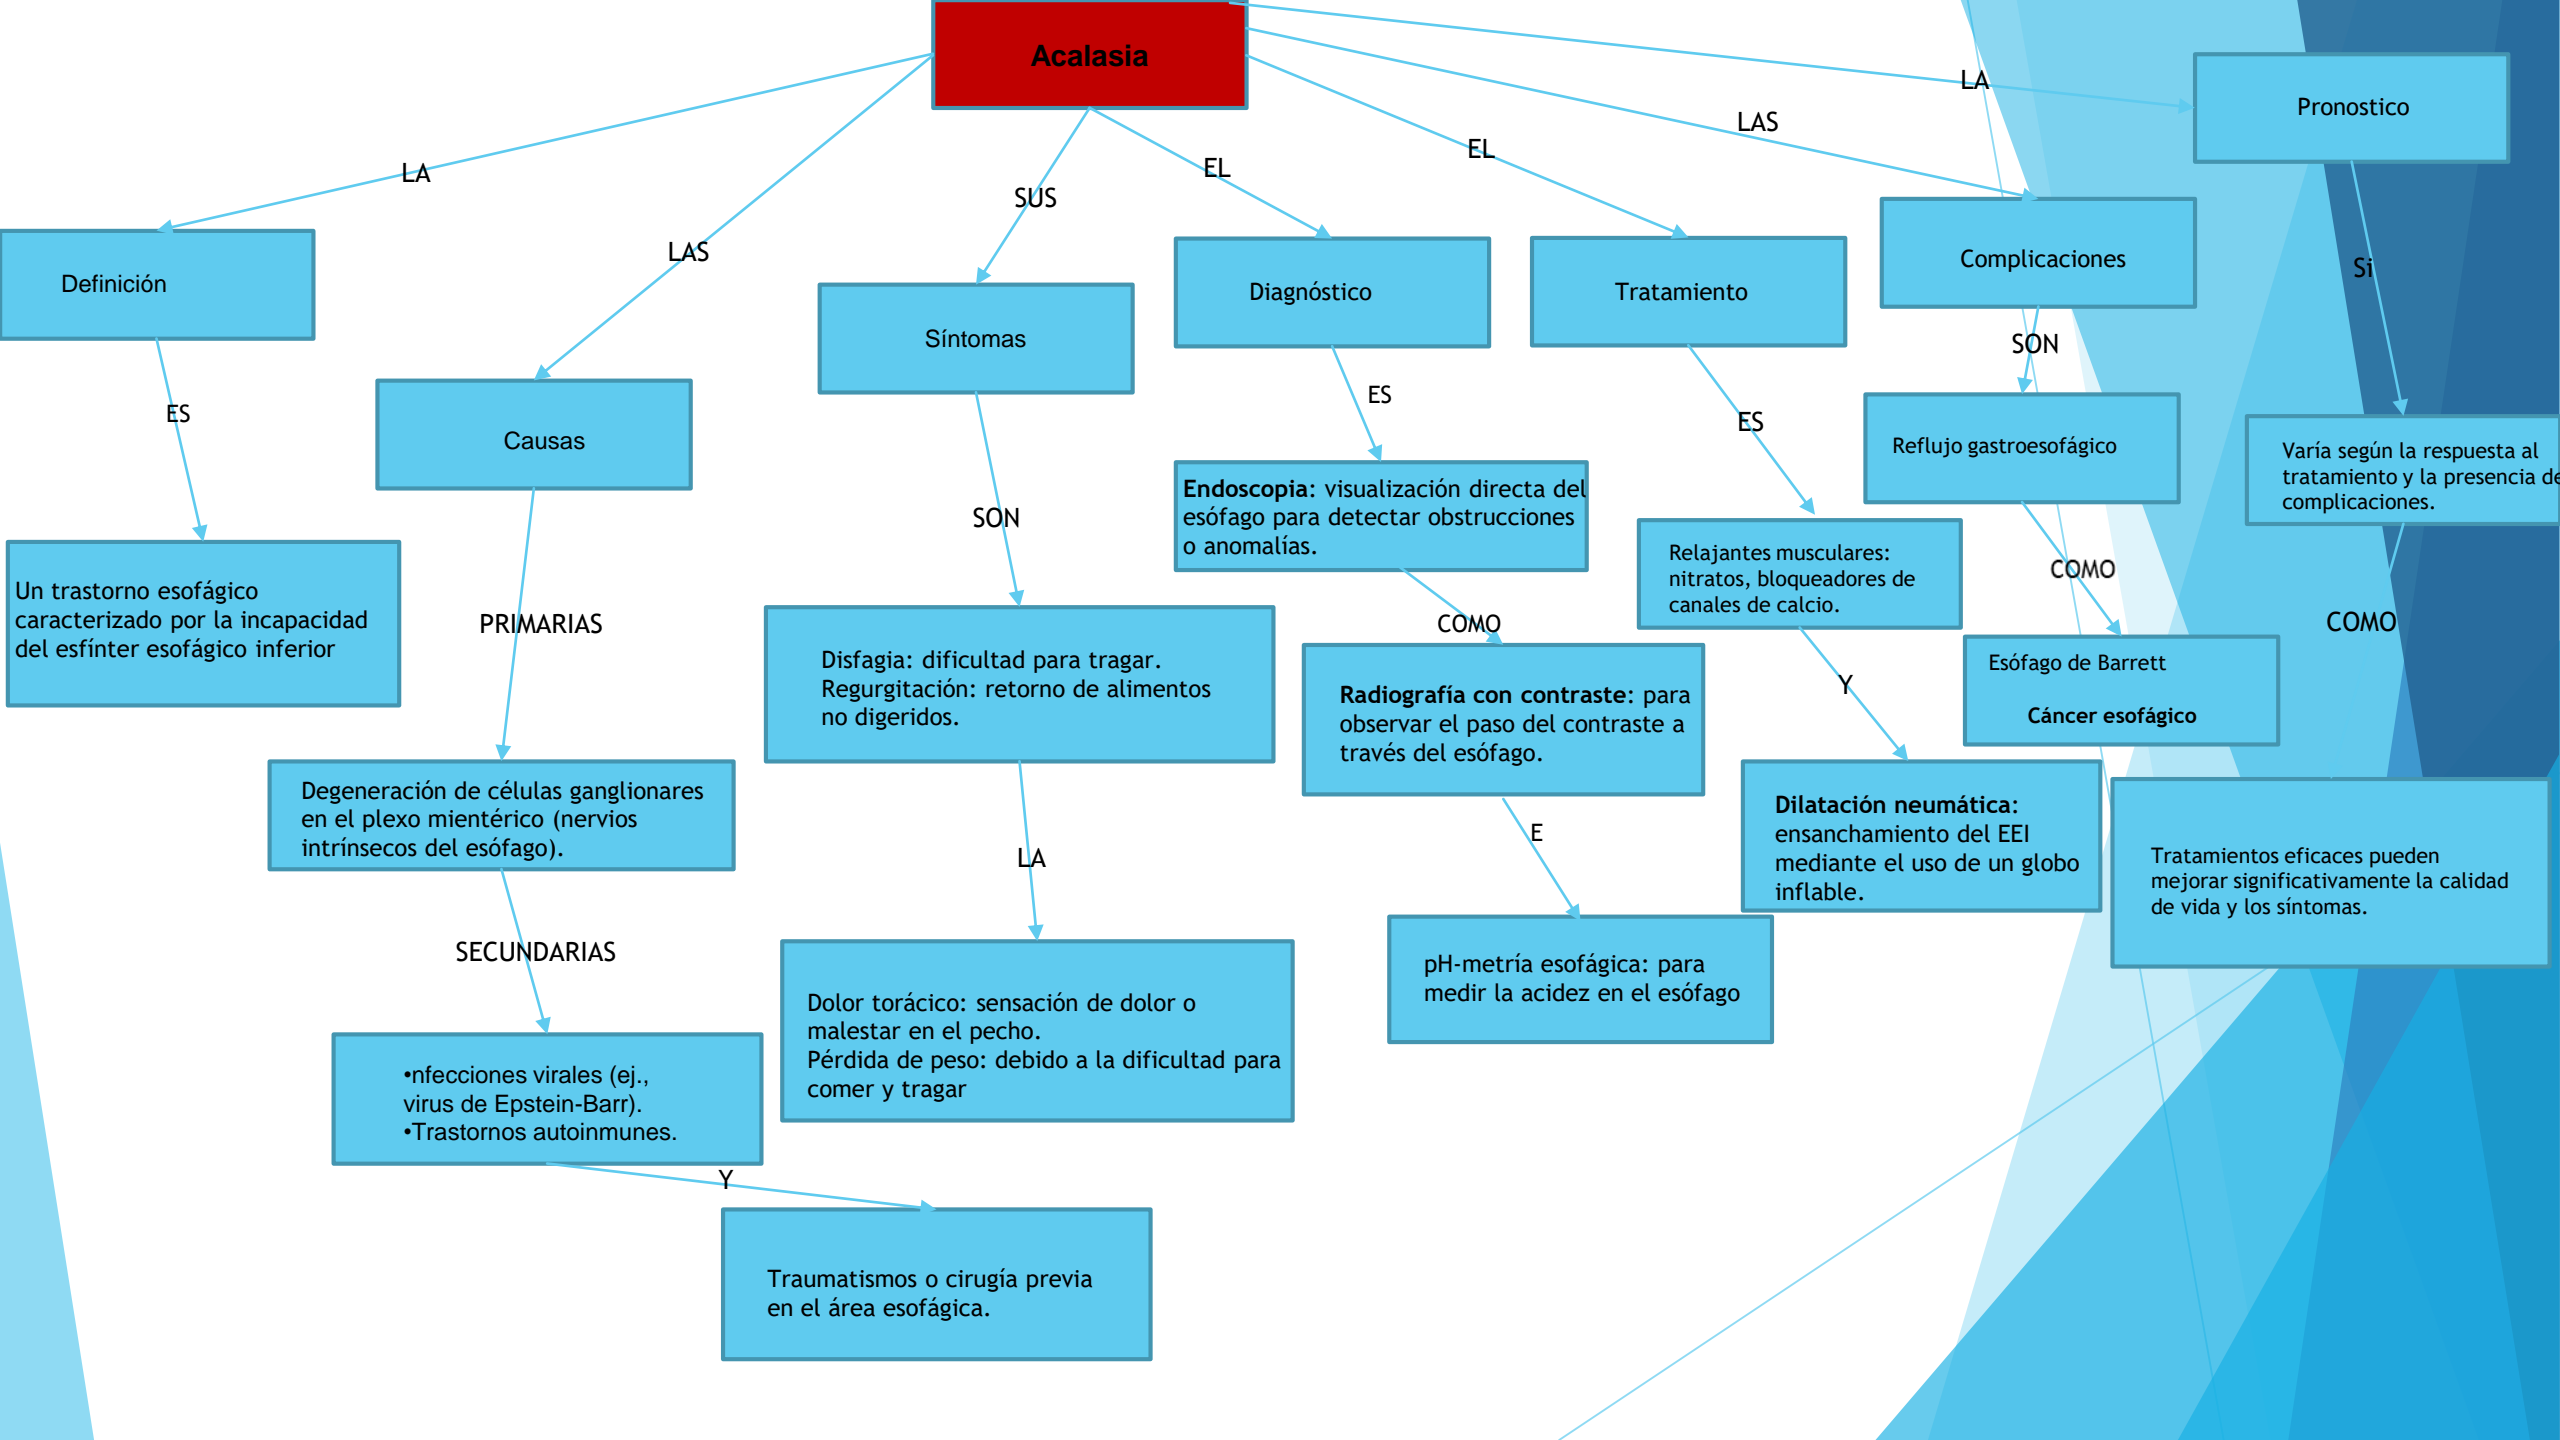 Acalasia
LA
LAS
SUS
EL
EL
LAS
LA
Definición
ES
Un trastorno esofágico
caracterizado por la incapacidad
del esfínter esofágico inferior
Causas
PRIMARIAS
Degeneración de células ganglionares
en el plexo mientérico (nervios
intrínsecos del esófago).
SECUNDARIAS
•nfecciones virales (ej.,
virus de Epstein-Barr).
•Trastornos autoinmunes.
Y
Traumatismos o cirugía previa
en el área esofágica.
Síntomas
SON
Disfagia: dificultad para tragar.
Regurgitación: retorno de alimentos
no digeridos.
LA
Dolor torácico: sensación de dolor o
malestar en el pecho.
Pérdida de peso: debido a la dificultad para
comer y tragar
Diagnóstico
ES
Endoscopia: visualización directa del
esófago para detectar obstrucciones
o anomalías.
COMO
Radiografía con contraste: para
observar el paso del contraste a
través del esófago.
E
pH-metría esofágica: para
medir la acidez en el esófago
Tratamiento
ES
Relajantes musculares:
nitratos, bloqueadores de
canales de calcio.
Y
Dilatación neumática:
ensanchamiento del EEI
mediante el uso de un globo
inflable.
Complicaciones
SON
Reflujo gastroesofágico
COMO
Esófago de Barrett
Cáncer esofágico
Pronostico
Si
Varía según la respuesta al
tratamiento y la presencia de
complicaciones.
COMO
Tratamientos eficaces pueden
mejorar significativamente la calidad
de vida y los síntomas.